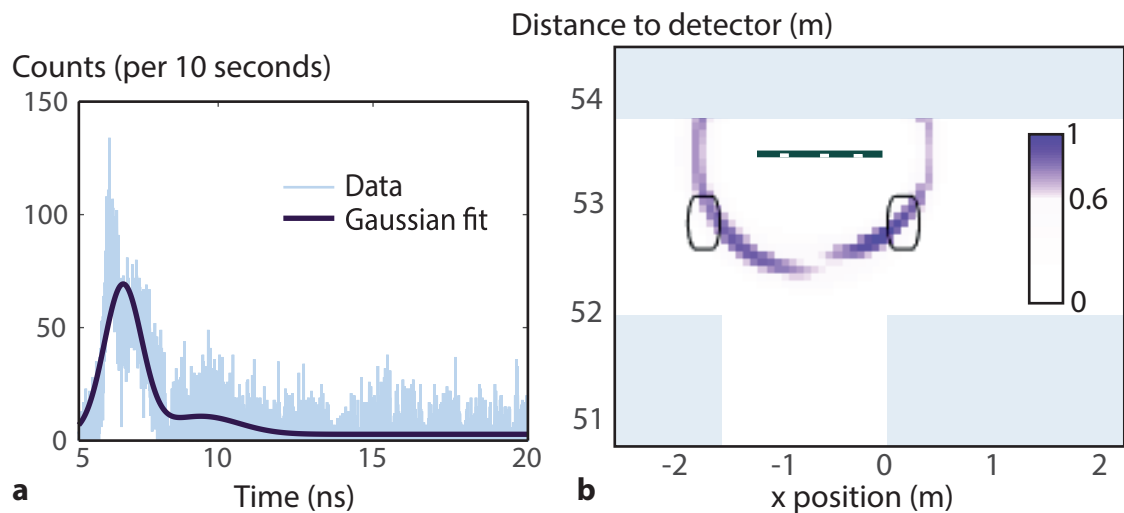 Counts (per 10 seconds)
150
100
50
0
Data
Gaussian fit
5
10
15
20
Time (ns)
a
Distance to detector (m)
54
53
52
51
1
0.6
0
-2
-1
0
1
2
x position (m)
b